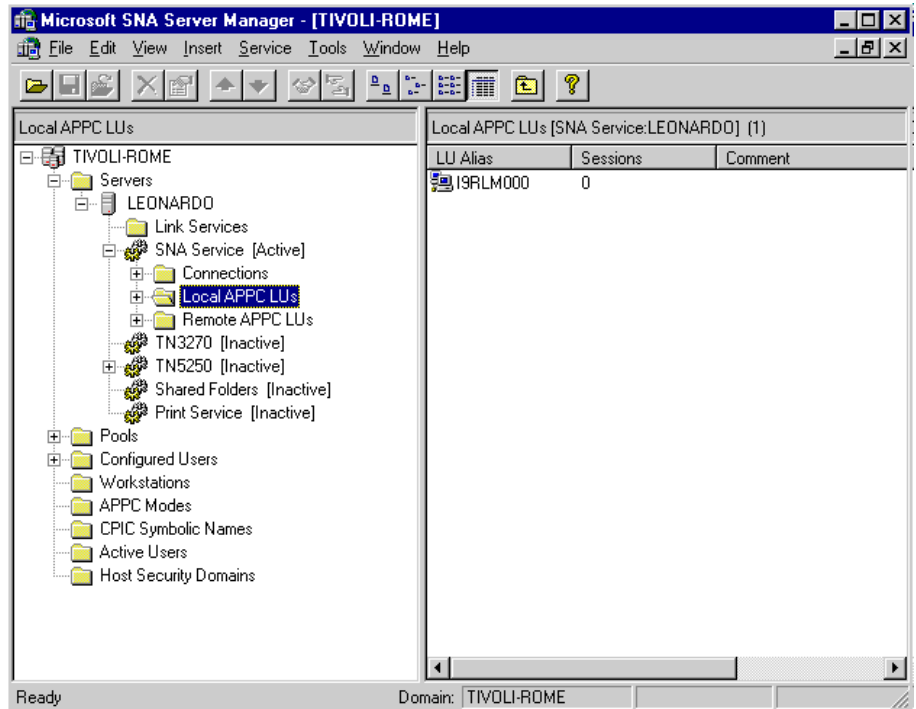 Microsoft SNA Server Manager - [TIVOLI-ROME]
File Edit View Insert Service Tools Window Help
Local APPC LUs
TIVOLI-ROME
Servers
LEONARDO
Link Services
SNA Service [Active]
Connections
Local APPC LUs
Remote APPC LUs
TN3270 [Inactive]
TN5250 [Inactive]
Shared Folders [Inactive]
Print Service [Inactive]
Pools
Configured Users
Workstations
APPC Modes
CPIC Symbolic Names
Active Users
Host Security Domains
Local APPC LUs [SNA Service:LEONARDO] (1)
LU Alias Sessions Comment
I9RLM000 0
Ready Domain: TIVOLI-ROME